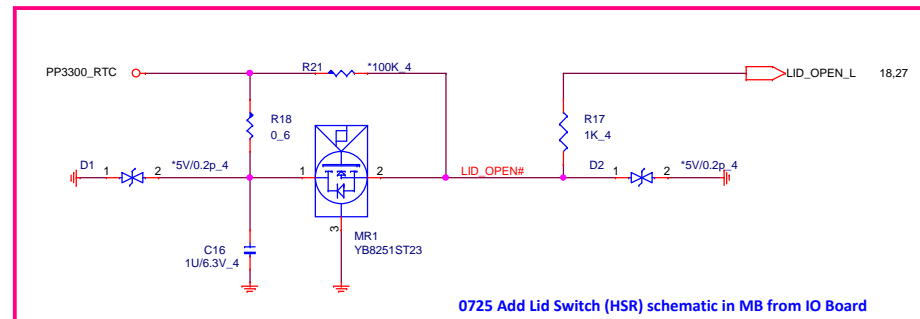 R21 *100K_4
PP3300_RTC LID_OPEN_L 18,27
R18
0_6
R17
1K_4
D1 1 2 *5V/0.2p_4 1 2 LID_OPEN# D2 1 2 *5V/0.2p_4
3
MR1
YB8251ST23
C16
1U/6.3V_4
0725 Add Lid Switch (HSR) schematic in MB from IO Board